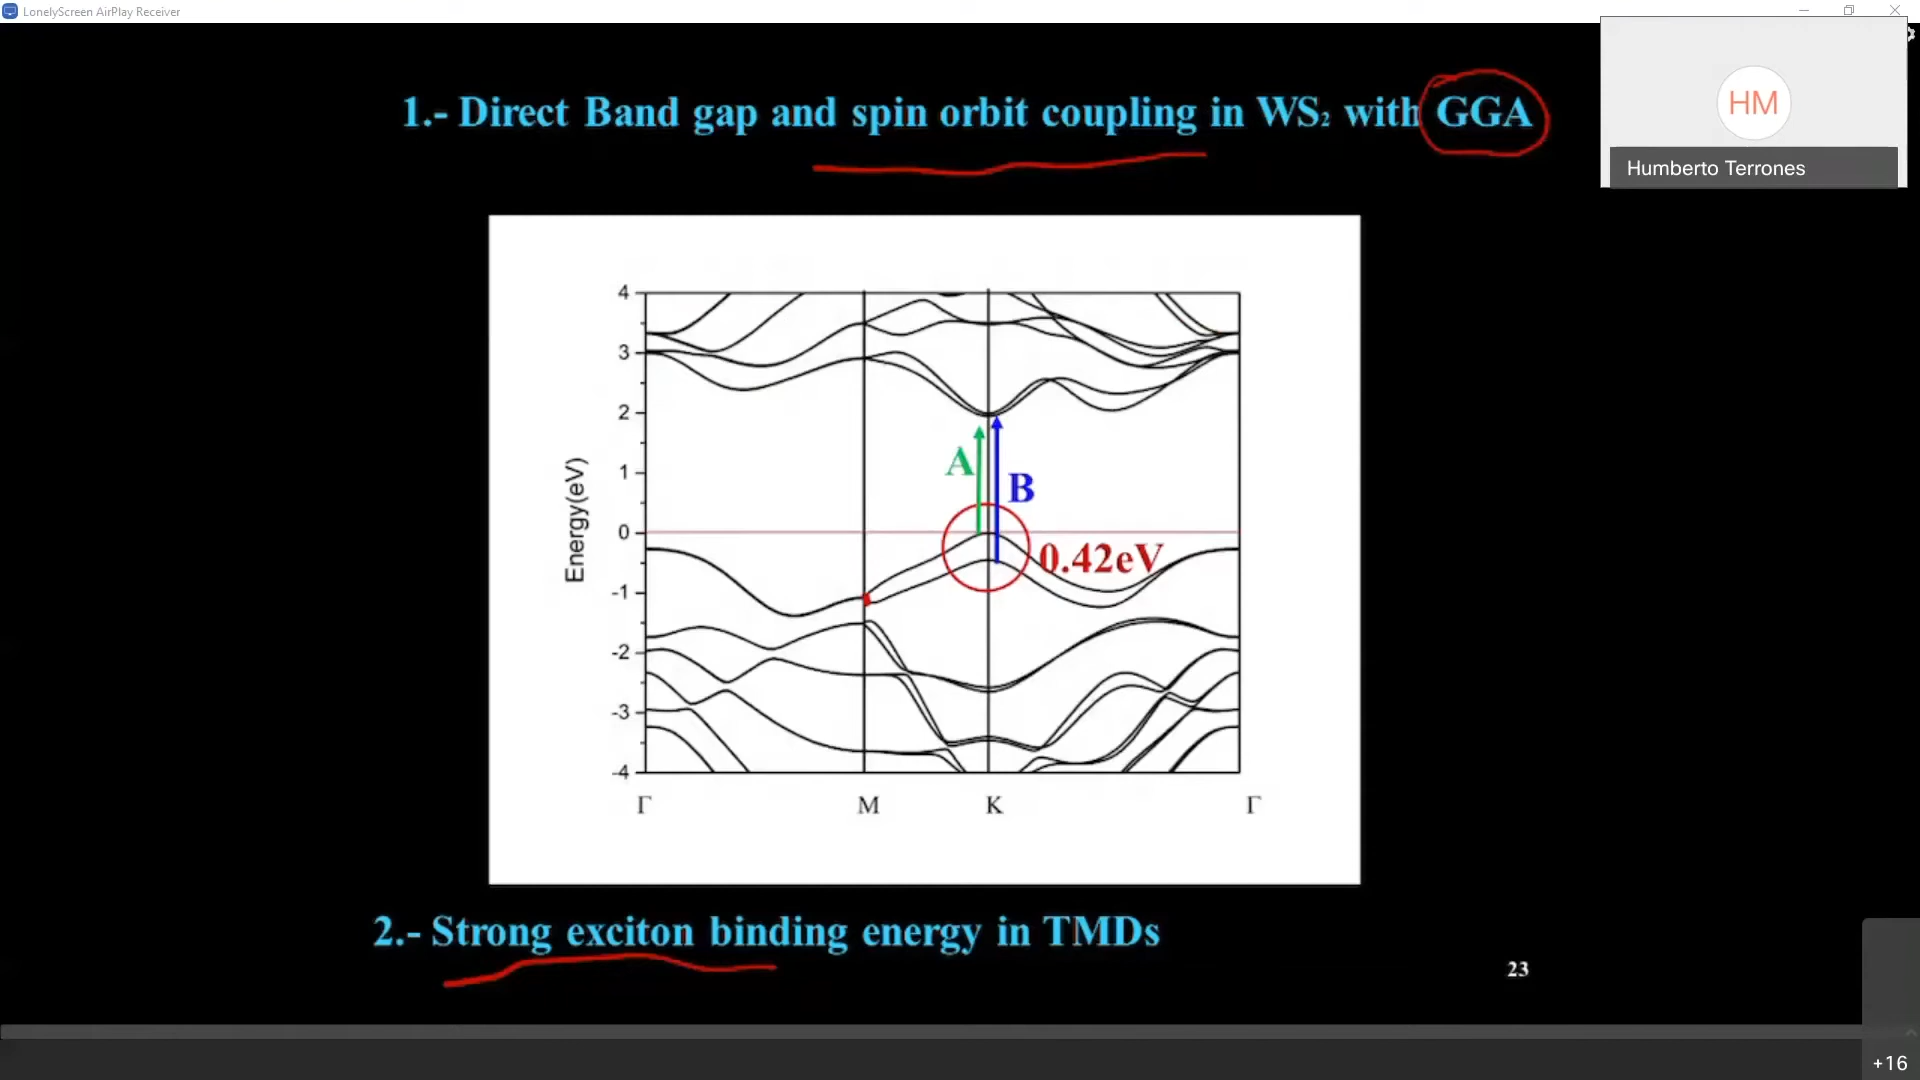 LonelyScreen AirPlay Receiver
1.- Direct Band gap and spin orbit coupling in WS₂ with GGA
HM
Humberto Terrones
4
3
2
1
0
-1
-2
-3
-4
Energy(eV)
A
B
0.42eV
Γ M K Γ
2.- Strong exciton binding energy in TMDs
23
+16